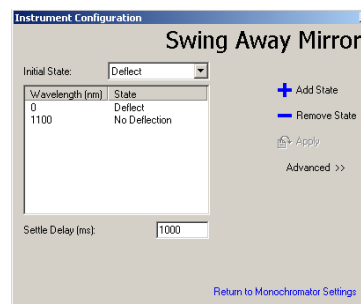 Instrument Configuration
Swing Away Mirror
Initial State: Deflect
Wavelength (nm) State
0 Deflect
1100 No Deflection
Add State
Remove State
Apply
Advanced >>
Settle Delay (ms): 1000
Return to Monochromator Settings